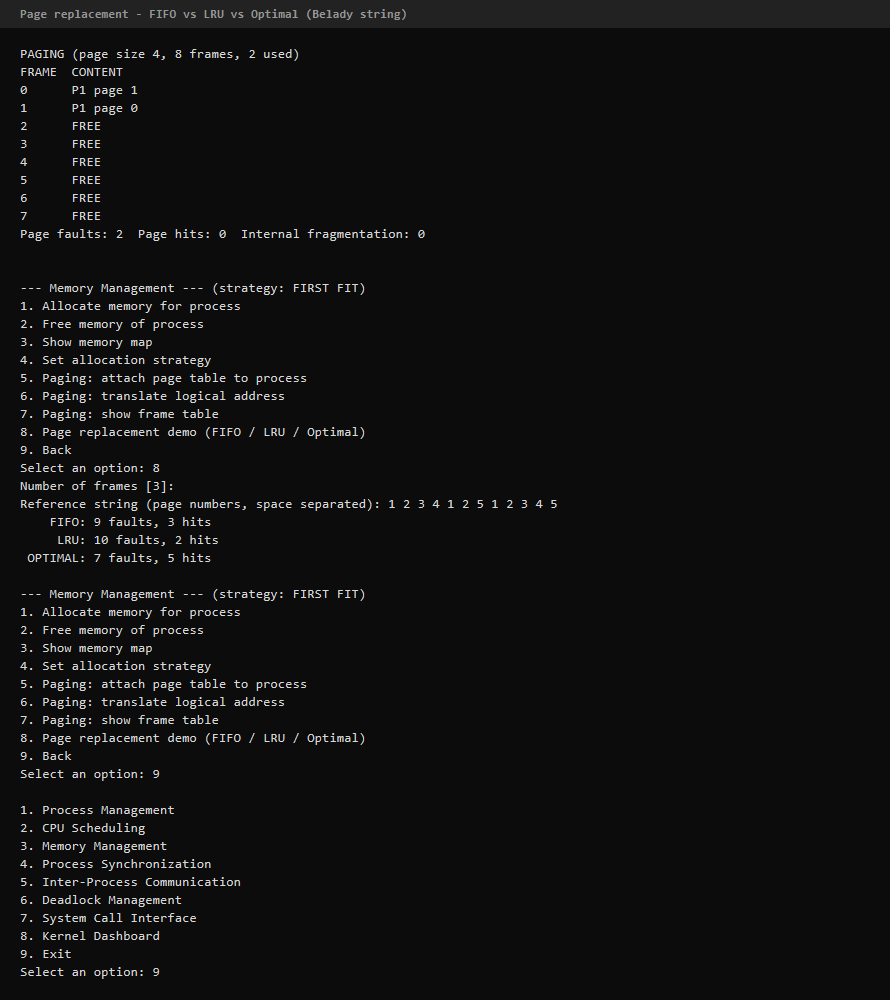 Page replacement - FIFO vs LRU vs Optimal (Belady string)
PAGING (page size 4, 8 frames, 2 used)
FRAME  CONTENT
0      P1 page 1
1      P1 page 0
2      FREE
3      FREE
4      FREE
5      FREE
6      FREE
7      FREE
Page faults: 2  Page hits: 0  Internal fragmentation: 0
--- Memory Management --- (strategy: FIRST FIT)
1. Allocate memory for process
2. Free memory of process
3. Show memory map
4. Set allocation strategy
5. Paging: attach page table to process
6. Paging: translate logical address
7. Paging: show frame table
8. Page replacement demo (FIFO / LRU / Optimal)
9. Back
Select an option: 8
Number of frames [3]:
Reference string (page numbers, space separated): 1 2 3 4 1 2 5 1 2 3 4 5
    FIFO: 9 faults, 3 hits
     LRU: 10 faults, 2 hits
 OPTIMAL: 7 faults, 5 hits
--- Memory Management --- (strategy: FIRST FIT)
1. Allocate memory for process
2. Free memory of process
3. Show memory map
4. Set allocation strategy
5. Paging: attach page table to process
6. Paging: translate logical address
7. Paging: show frame table
8. Page replacement demo (FIFO / LRU / Optimal)
9. Back
Select an option: 9
1. Process Management
2. CPU Scheduling
3. Memory Management
4. Process Synchronization
5. Inter-Process Communication
6. Deadlock Management
7. System Call Interface
8. Kernel Dashboard
9. Exit
Select an option: 9